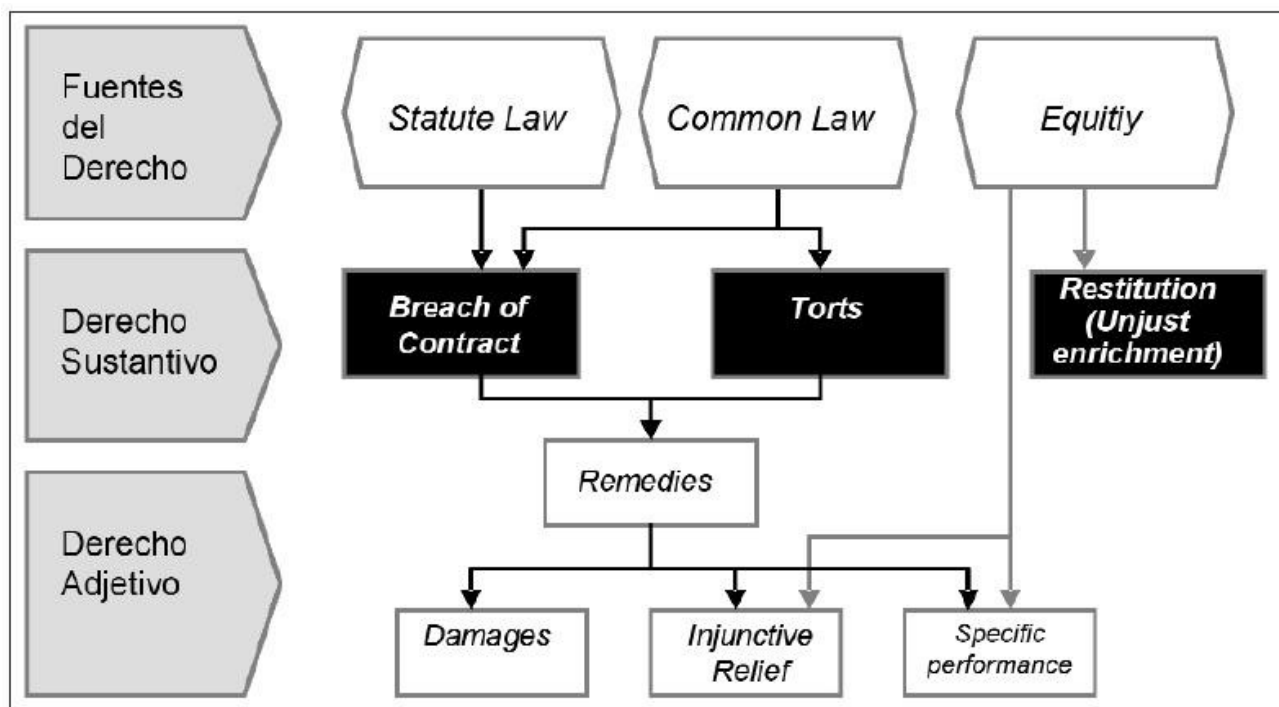 Fuentes
del
Derecho
Statute Law
Common Law
Equitiy
Derecho
Sustantivo
Breach of
Contract
Torts
Restitution
(Unjust
enrichment)
Derecho
Adjetivo
Remedies
Damages
Injunctive
Relief
Specific
performance